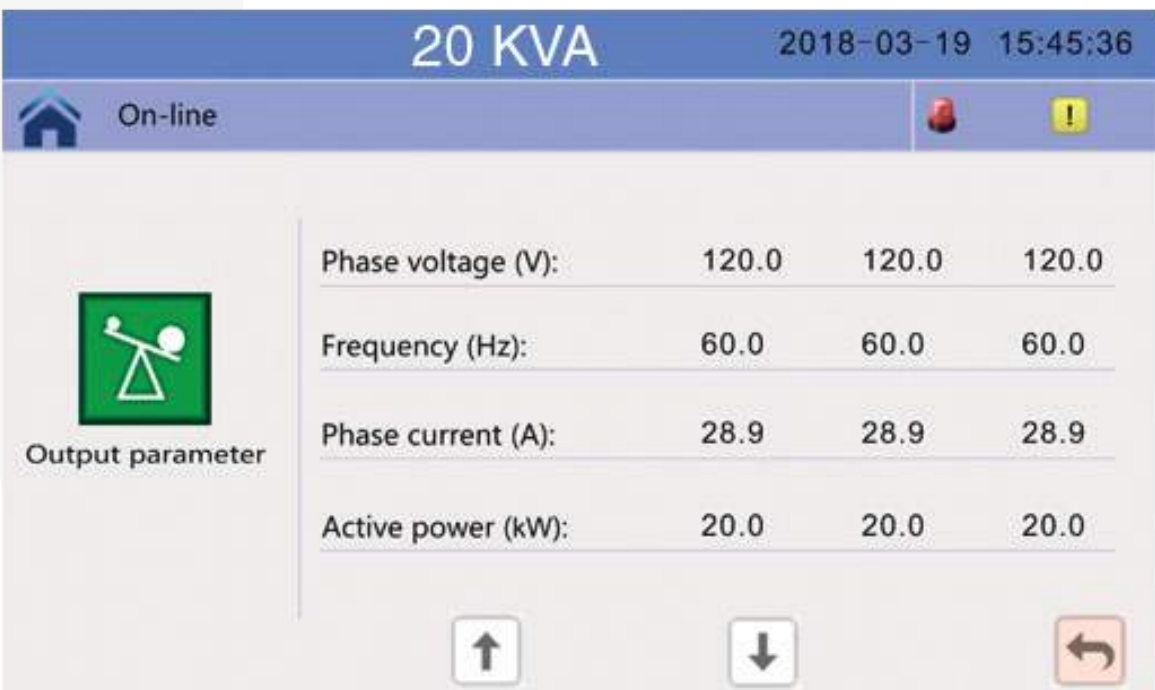 20 KVA 2018-03-19 15:45:36
On-line !
Phase voltage (V): 120.0 120.0 120.0
Frequency (Hz): 60.0 60.0 60.0
Phase current (A): 28.9 28.9 28.9
Output parameter
Active power (kW): 20.0 20.0 20.0